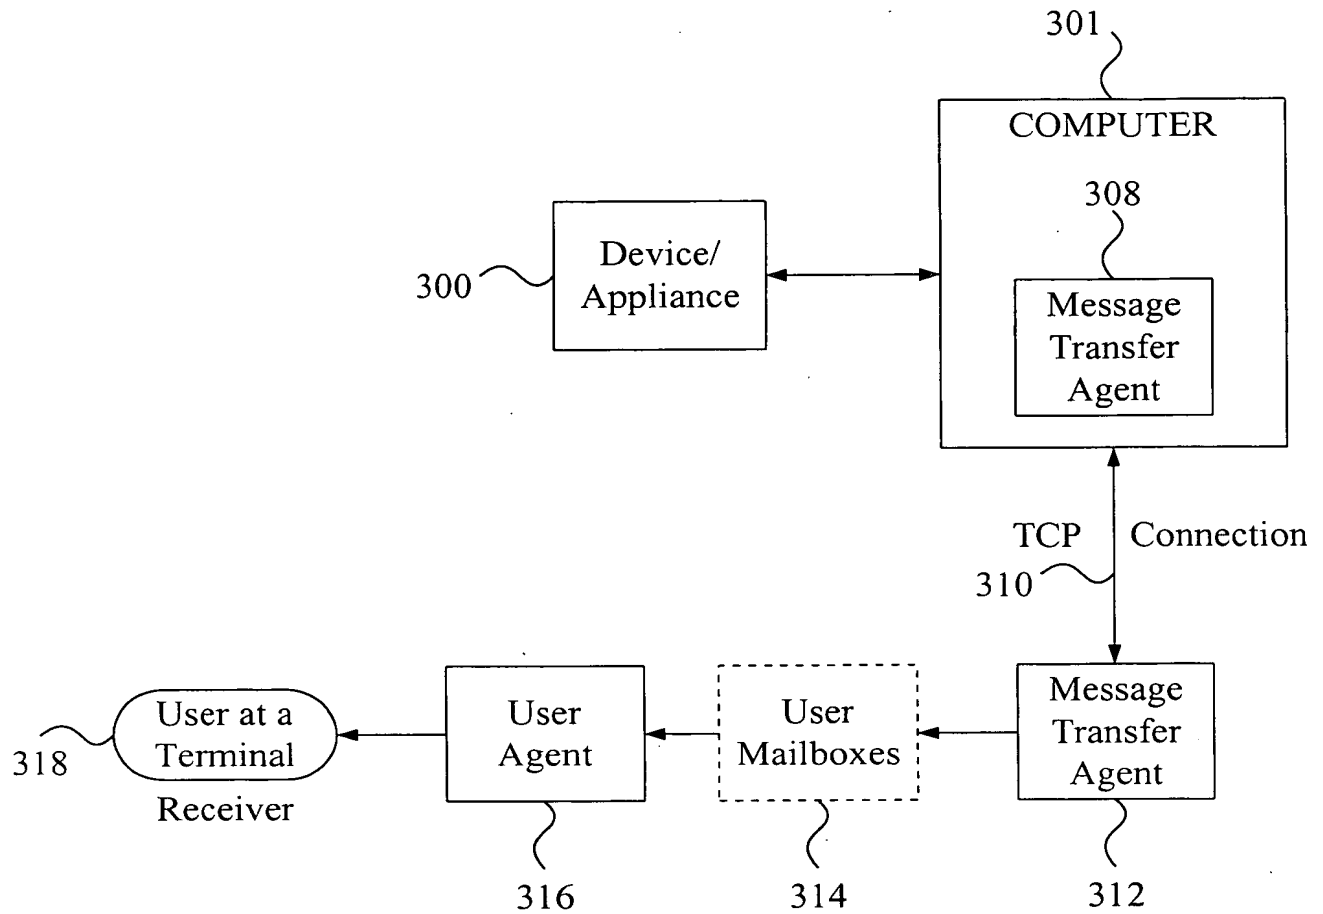 301
COMPUTER
308
Device/
Appliance
300
Message
Transfer
Agent
TCP Connection
310
User at a
Terminal
318
Receiver
User
Agent
316
User
Mailboxes
314
Message
Transfer
Agent
312